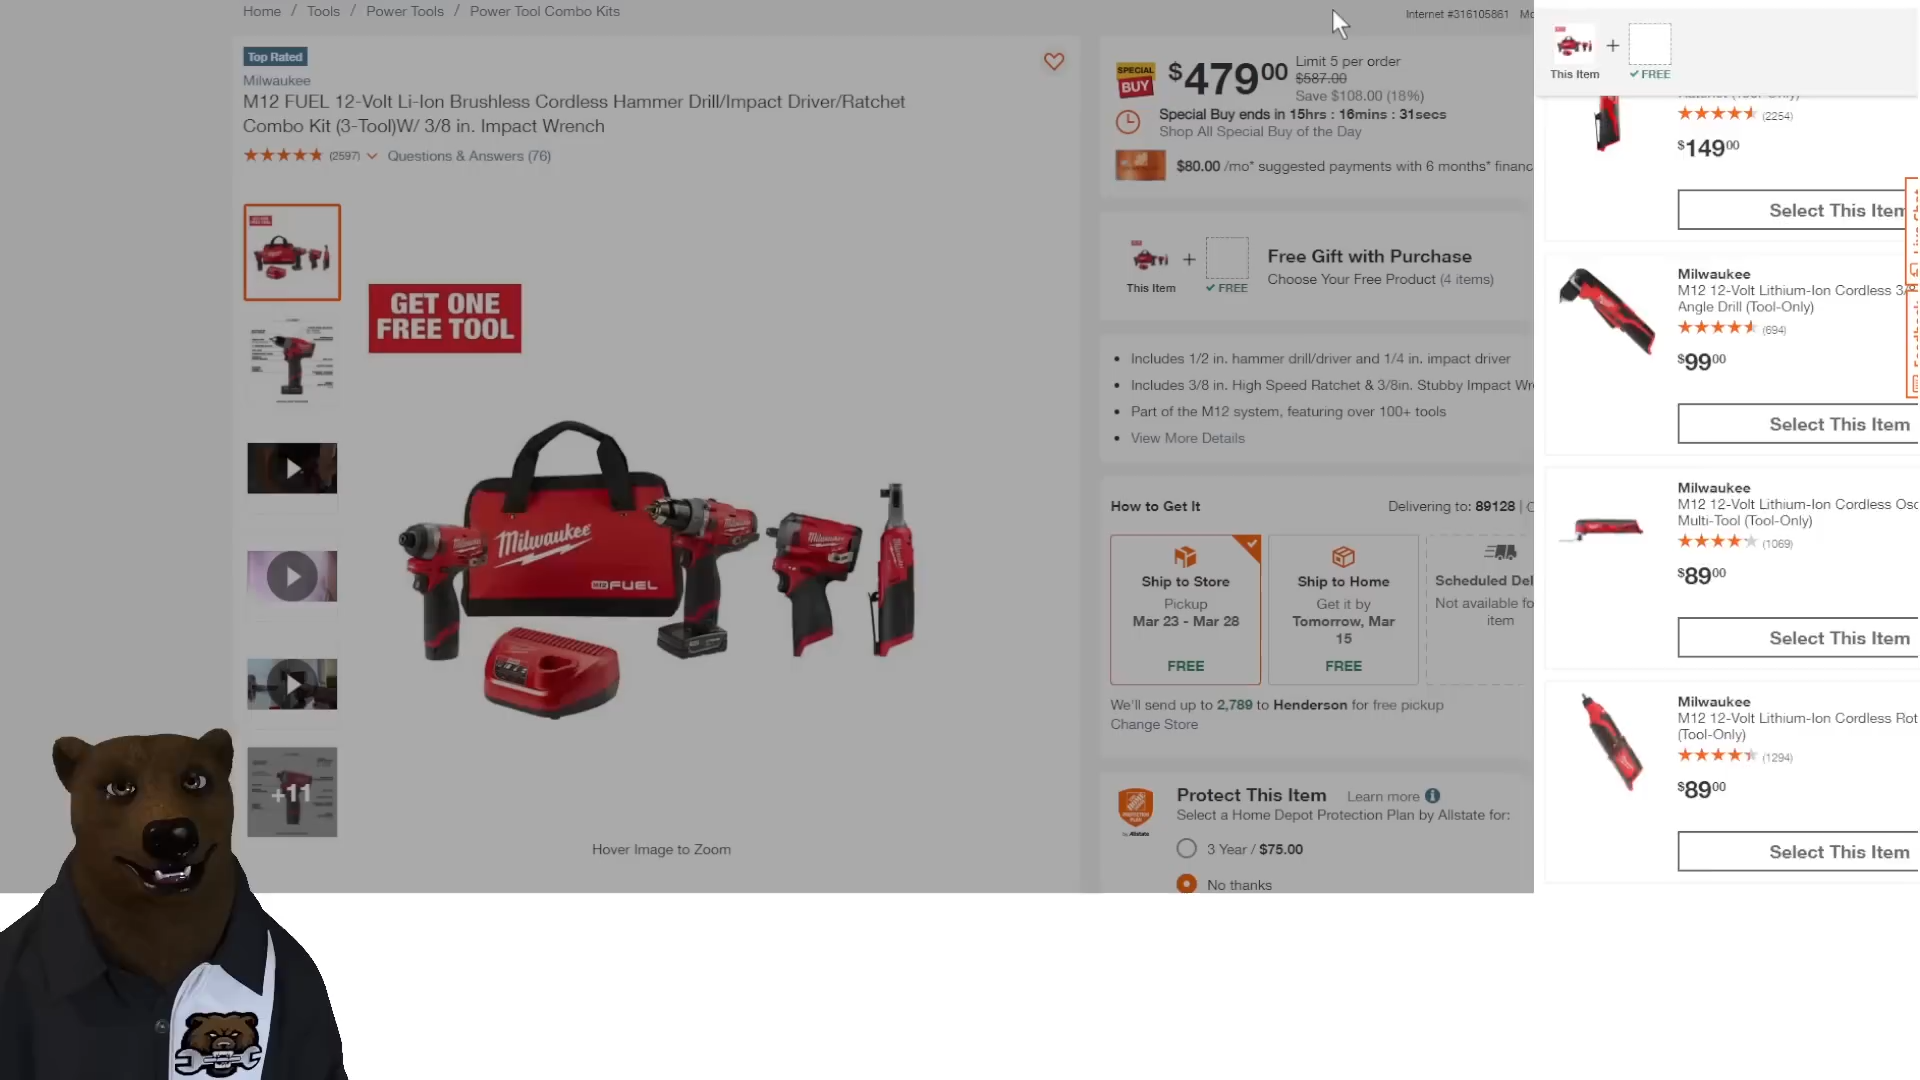 Home / Tools / Power Tools / Power Tool Combo Kits
Internet #316105861
Top Rated
Milwaukee
M12 FUEL 12-Volt Li-Ion Brushless Cordless Hammer Drill/Impact Driver/Ratchet
Combo Kit (3-Tool)W/ 3/8 in. Impact Wrench
(2597) Questions & Answers (76)
GET ONE
FREE TOOL
Milwaukee
M12 FUEL
+11
Hover Image to Zoom
SPECIAL
BUY
$479 00
Limit 5 per order
$587.00
Save $108.00 (18%)
Special Buy ends in 15hrs : 16mins : 31secs
Shop All Special Buy of the Day
$80.00 /mo* suggested payments with 6 months* financ
This Item
+
FREE
Free Gift with Purchase
Choose Your Free Product (4 items)
• Includes 1/2 in. hammer drill/driver and 1/4 in. impact driver
• Includes 3/8 in. High Speed Ratchet & 3/8in. Stubby Impact Wr
• Part of the M12 system, featuring over 100+ tools
• View More Details
How to Get It
Delivering to: 89128 |
Ship to Store
Pickup
Mar 23 - Mar 28
FREE
Ship to Home
Get it by
Tomorrow, Mar
15
FREE
Scheduled Del
Not available fo
item
We'll send up to 2,789 to Henderson for free pickup
Change Store
Protect This Item Learn more
Select a Home Depot Protection Plan by Allstate for:
3 Year / $75.00
No thanks
This Item
+
FREE
(2254)
$149 00
Select This Item
Milwaukee
M12 12-Volt Lithium-Ion Cordless 3/8
Angle Drill (Tool-Only)
(694)
$99 00
Select This Item
Milwaukee
M12 12-Volt Lithium-Ion Cordless Osc
Multi-Tool (Tool-Only)
(1069)
$89 00
Select This Item
Milwaukee
M12 12-Volt Lithium-Ion Cordless Rot
(Tool-Only)
(1294)
$89 00
Select This Item